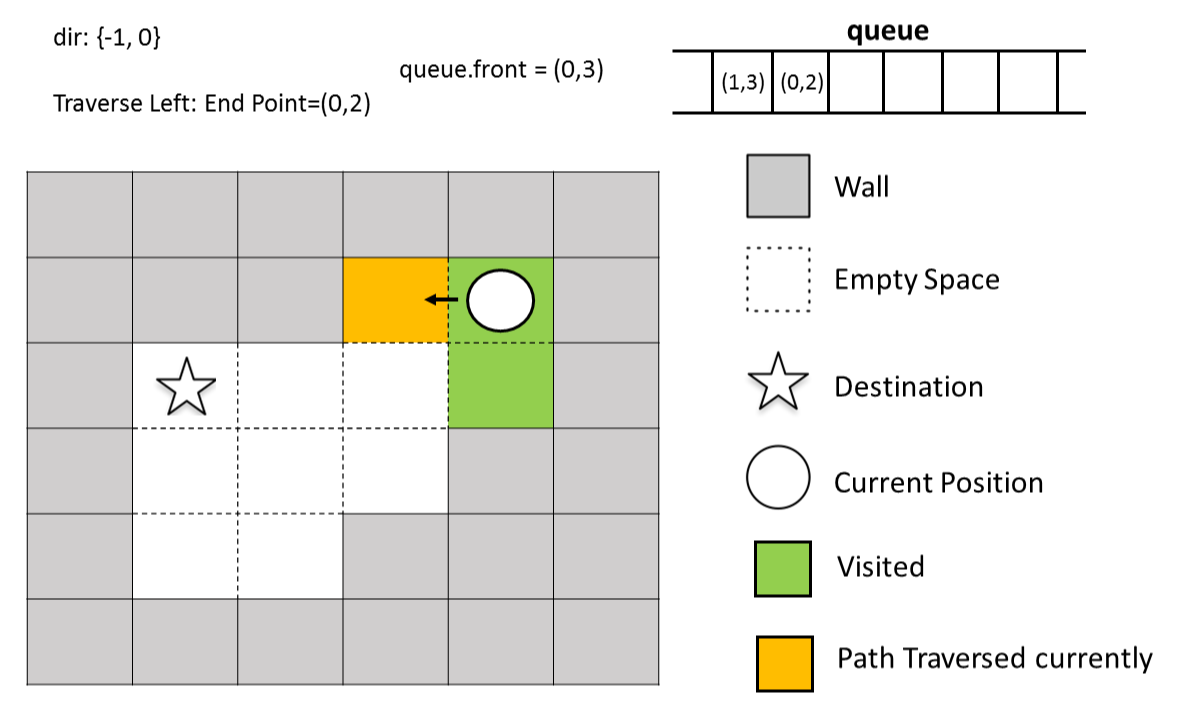 dir: {-1, 0}
queue
queue.front = (0,3)
(1,3) (0,2)
Traverse Left: End Point=(0,2)
Wall
Empty Space
Destination
Current Position
Visited
Path Traversed currently